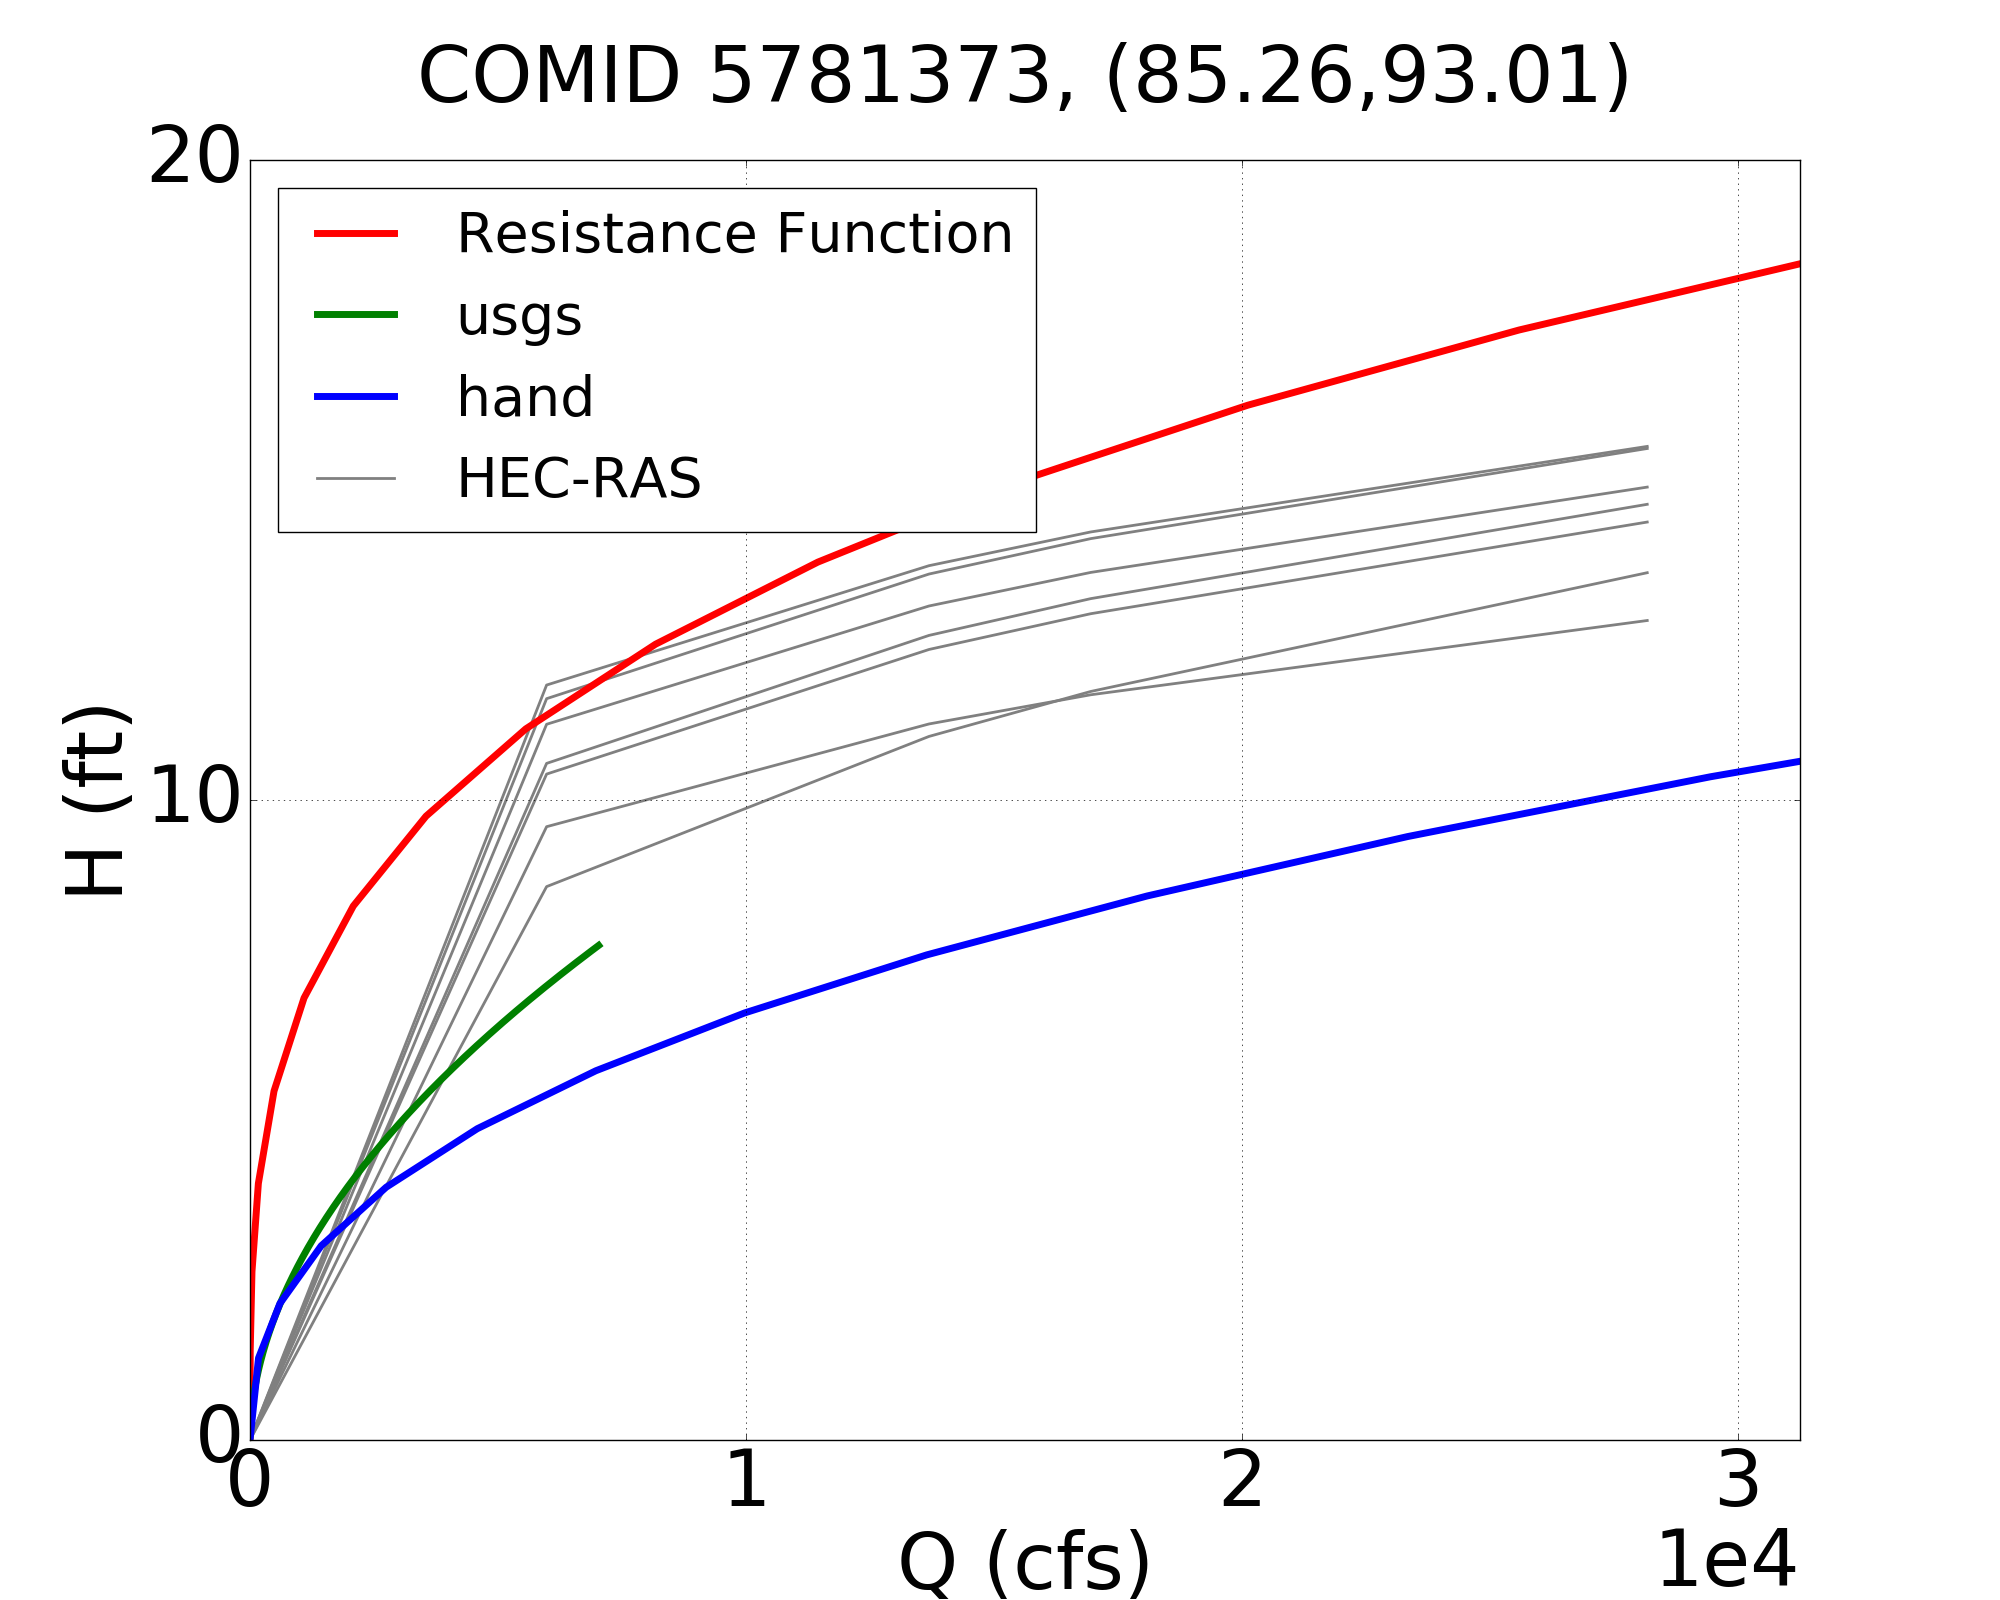 COMID 5781373, (85.26,93.01)
20
Resistance Function
usgs
hand
HEC-RAS
H (ft)
10
0
0 1 2 3
1e4
Q (cfs)